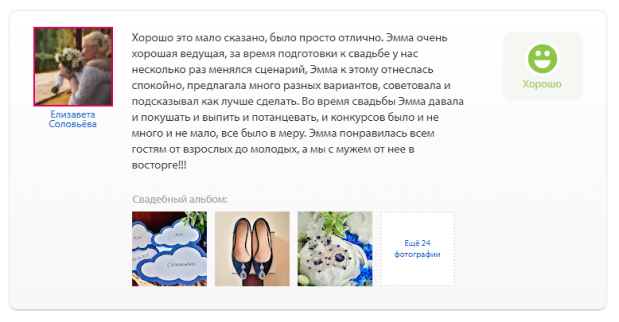 Хорошо это мало сказано, было просто отлично. Эмма очень
хорошая ведущая, за время подготовки к свадьбе у нас
несколько раз менялся сценарий, Эмма к этому отнеслась
спокойно, предлагала много разных вариантов, советовала и
подсказывал как лучше сделать. Во время свадьбы Эмма давала
и покушать и выпить и потанцевать, и конкурсов было и не
много и не мало, все было в меру. Эмма понравилась всем
гостям от взрослых до молодых, а мы с мужем от нее в
восторге!!!
Хорошо
Елизавета
Соловьёва
Свадебный альбом:
Соловьёвы
Ещё 24
фотографии